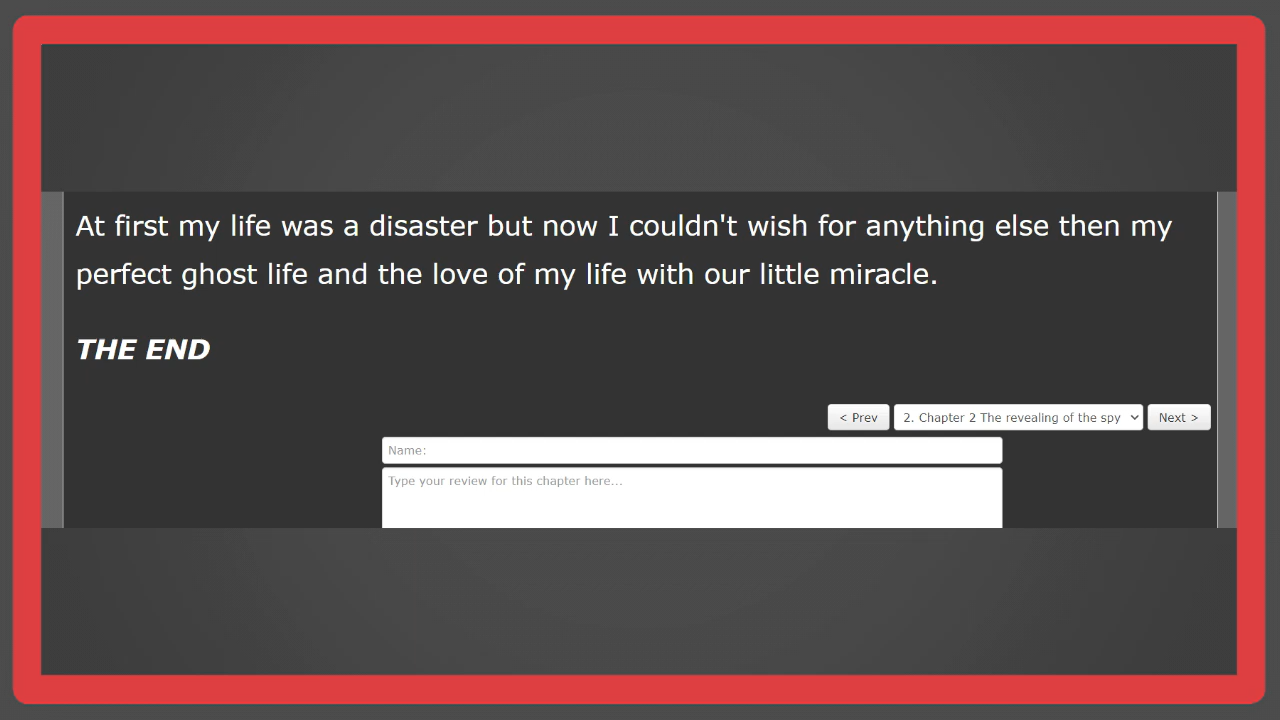 At first my life was a disaster but now I couldn't wish for anything else then my
perfect ghost life and the love of my life with our little miracle.
THE END
< Prev
2. Chapter 2 The revealing of the spy
Next >
Name:
Type your review for this chapter here...